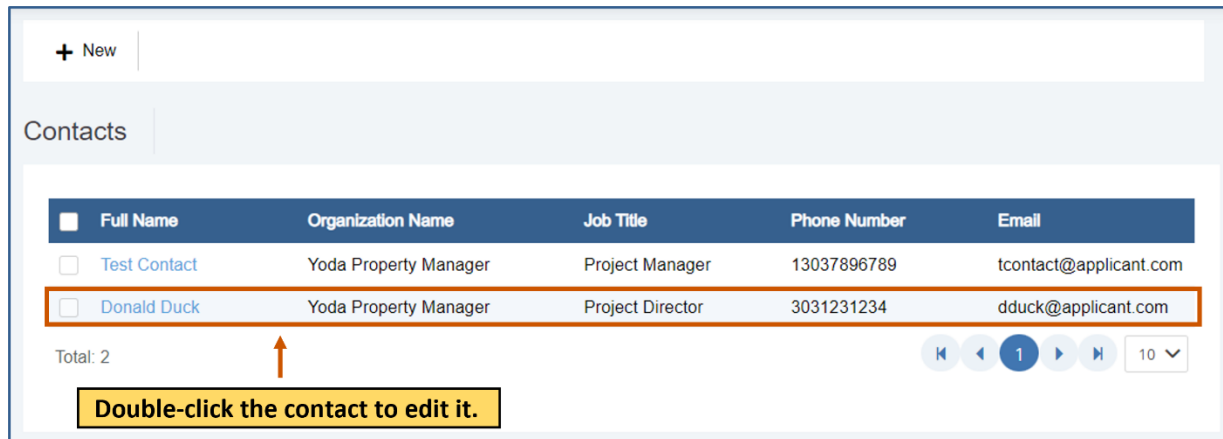 + New
Contacts
Full Name Organization Name Job Title Phone Number Email
Test Contact Yoda Property Manager Project Manager 13037896789 tcontact@applicant.com
Donald Duck Yoda Property Manager Project Director 3031231234 dduck@applicant.com
Total: 2 1 10
Double-click the contact to edit it.